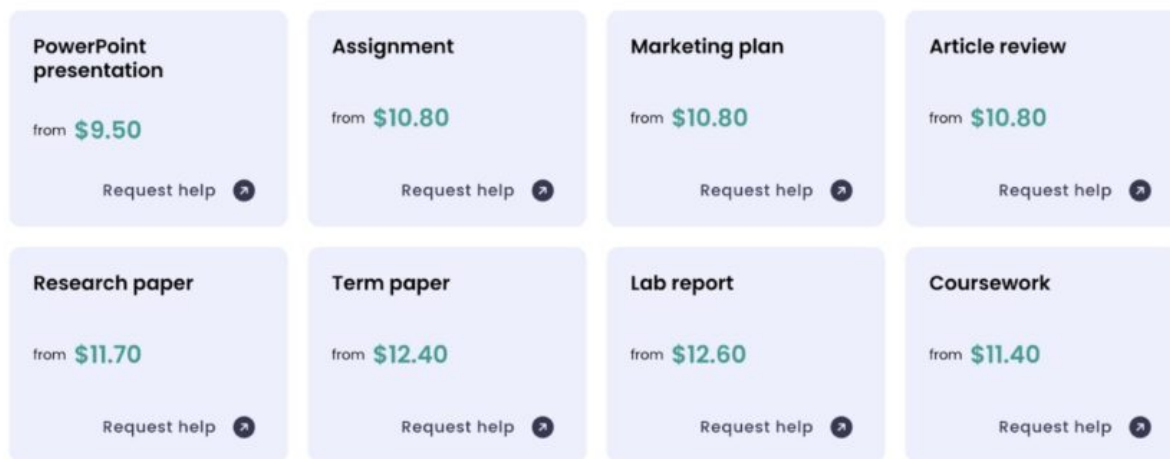 PowerPoint
presentation
from $9.50
Request help
Assignment
from $10.80
Request help
Marketing plan
from $10.80
Request help
Article review
from $10.80
Request help
Research paper
from $11.70
Request help
Term paper
from $12.40
Request help
Lab report
from $12.60
Request help
Coursework
from $11.40
Request help